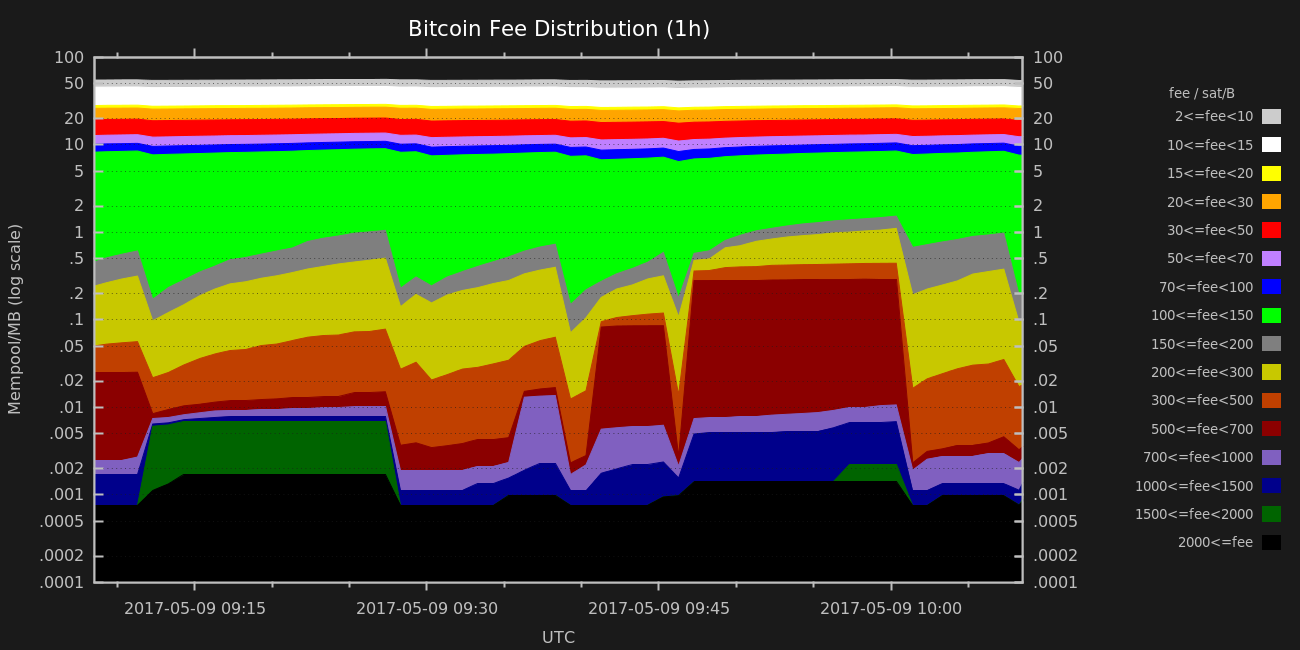 Bitcoin Fee Distribution (1h)
100
50
20
10
5
2
1
.5
.2
.1
.05
.02
.01
.005
.002
.001
.0005
.0002
.0001
Mempool/MB (log scale)
100
50
20
10
5
2
1
.5
.2
.1
.05
.02
.01
.005
.002
.001
.0005
.0002
.0001
2017-05-09 09:15
2017-05-09 09:30
2017-05-09 09:45
2017-05-09 10:00
UTC
fee / sat/B
2<=fee<10
10<=fee<15
15<=fee<20
20<=fee<30
30<=fee<50
50<=fee<70
70<=fee<100
100<=fee<150
150<=fee<200
200<=fee<300
300<=fee<500
500<=fee<700
700<=fee<1000
1000<=fee<1500
1500<=fee<2000
2000<=fee